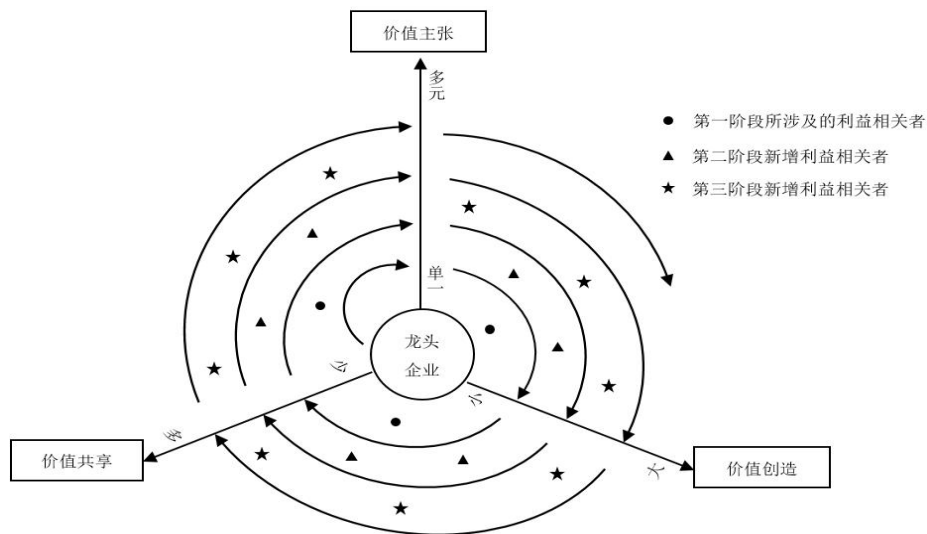 价值主张
多元
● 第一阶段所涉及的利益相关者
▲ 第二阶段新增利益相关者
★ 第三阶段新增利益相关者
单一
龙头
企业
少
小
多
大
价值共享
价值创造